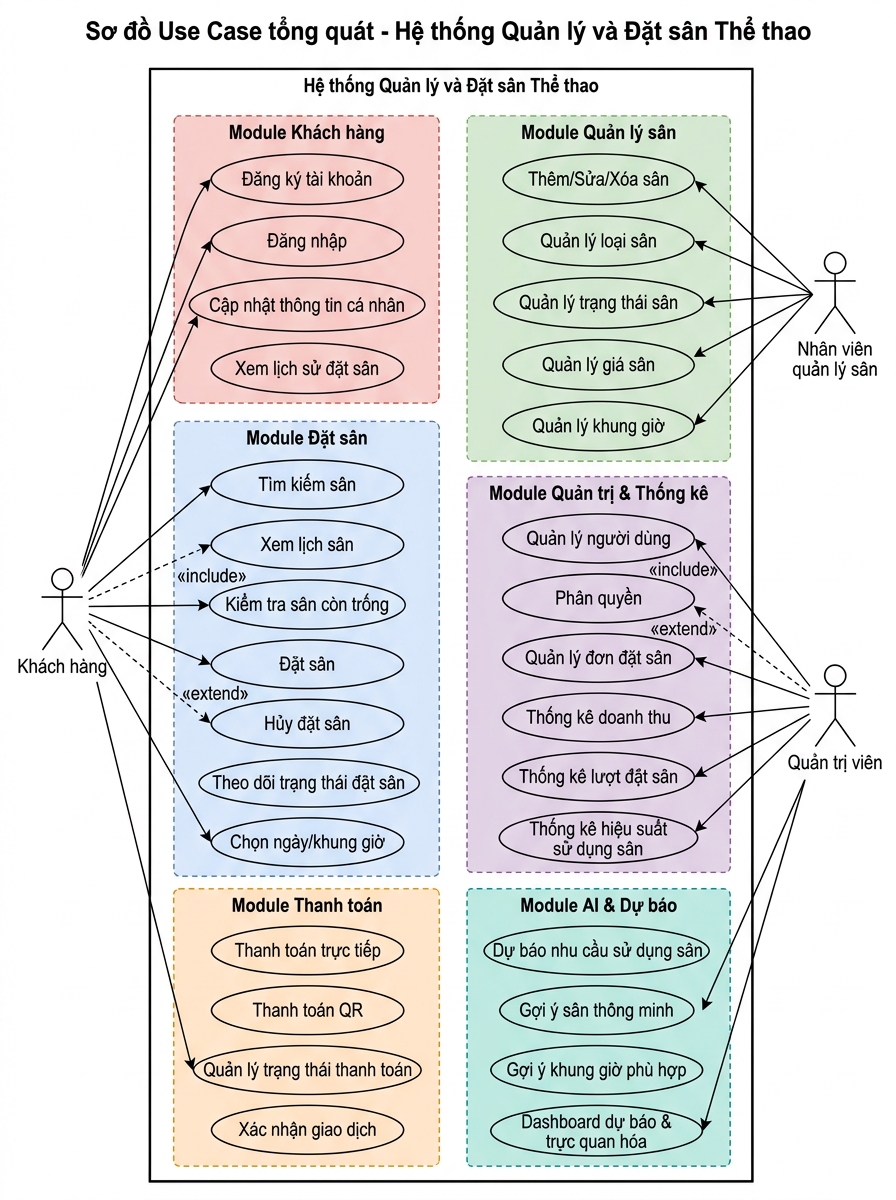 Sơ đồ Use Case tổng quát - Hệ thống Quản lý và Đặt sân Thể thao
Hệ thống Quản lý và Đặt sân Thể thao
Module Khách hàng
Đăng ký tài khoản
Đăng nhập
Cập nhật thông tin cá nhân
Xem lịch sử đặt sân
Module Đặt sân
Tìm kiếm sân
Xem lịch sân
«include»
Kiểm tra sân còn trống
Đặt sân
«extend»
Hủy đặt sân
Theo dõi trạng thái đặt sân
Chọn ngày/khung giờ
Module Thanh toán
Thanh toán trực tiếp
Thanh toán QR
Quản lý trạng thái thanh toán
Xác nhận giao dịch
Khách hàng
Module Quản lý sân
Thêm/Sửa/Xóa sân
Quản lý loại sân
Quản lý trạng thái sân
Quản lý giá sân
Quản lý khung giờ
Nhân viên
quản lý sân
Module Quản trị & Thống kê
Quản lý người dùng
«include»
Phân quyền
«extend»
Quản lý đơn đặt sân
Thống kê doanh thu
Thống kê lượt đặt sân
Thống kê hiệu suất
sử dụng sân
Quản trị viên
Module AI & Dự báo
Dự báo nhu cầu sử dụng sân
Gợi ý sân thông minh
Gợi ý khung giờ phù hợp
Dashboard dự báo &
trực quan hóa